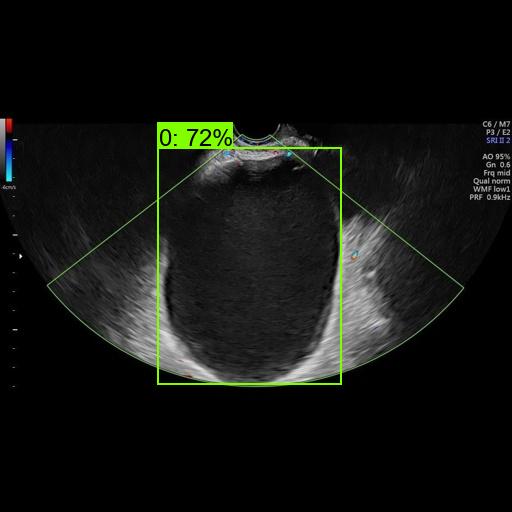 0: 72%
C6 / M7
P3 / E2
SRI II 2
AO 95%
Gn 0.6
Frq mid
Qual norm
WMF low1
PRF 0.9kHz
-4cm/s